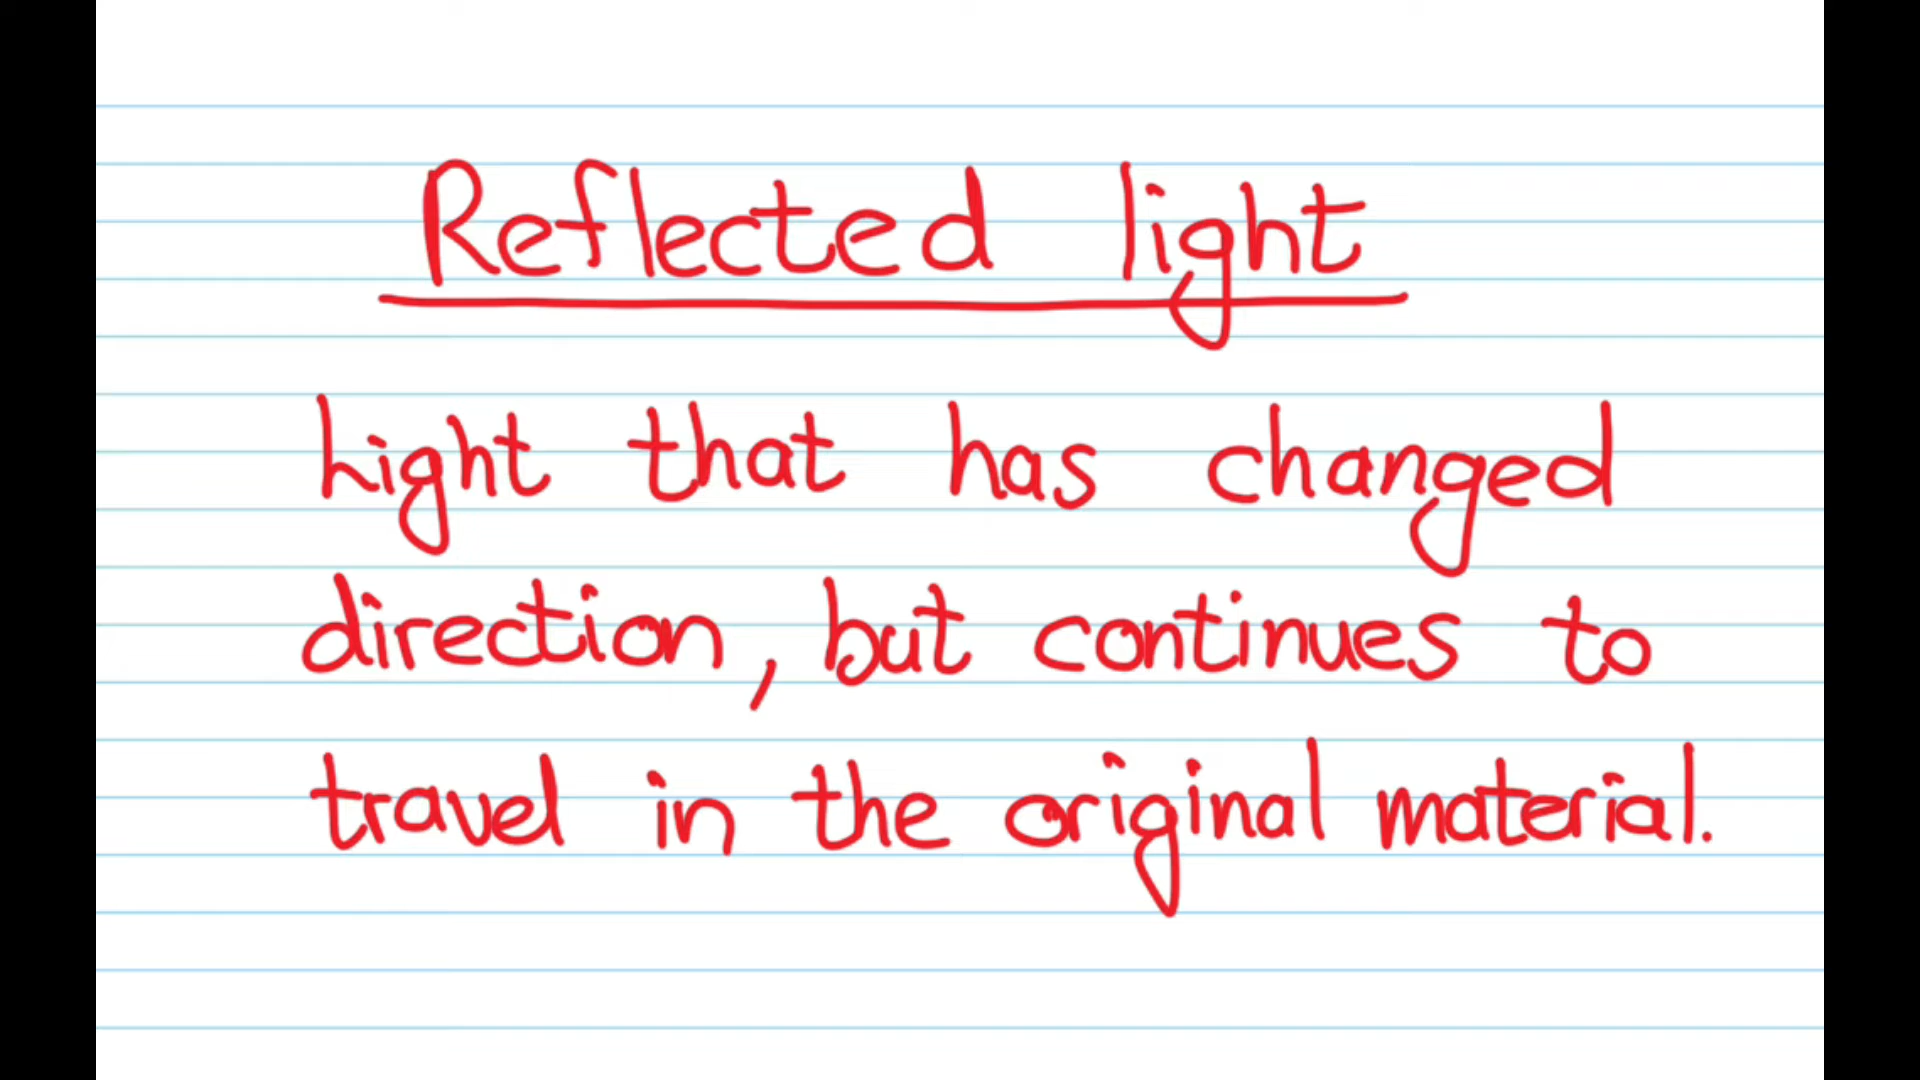 Reflected light
Light that has changed
direction, but continues to
travel in the original material.